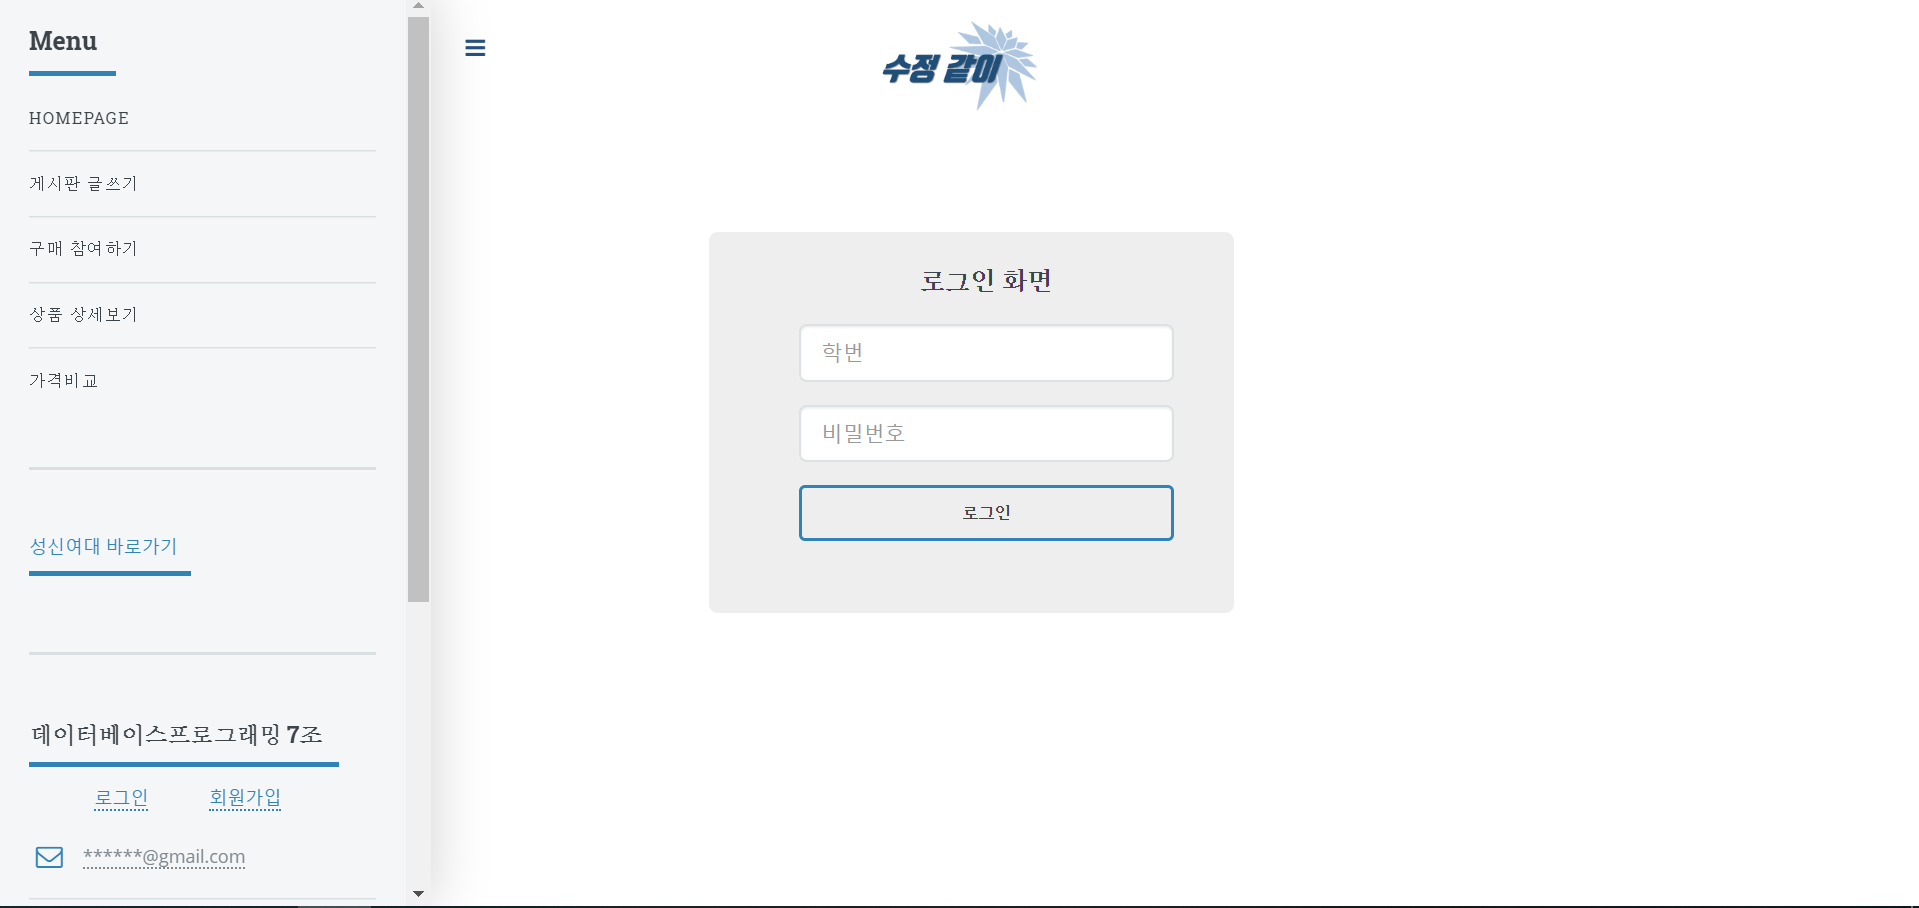 Menu
HOMEPAGE
게시판 글쓰기
구매 참여하기
상품 상세보기
가격비교
성신여대 바로가기
데이터베이스프로그래밍 7조
로그인 회원가입
******@gmail.com
수정 같이
로그인 화면
학번
비밀번호
로그인